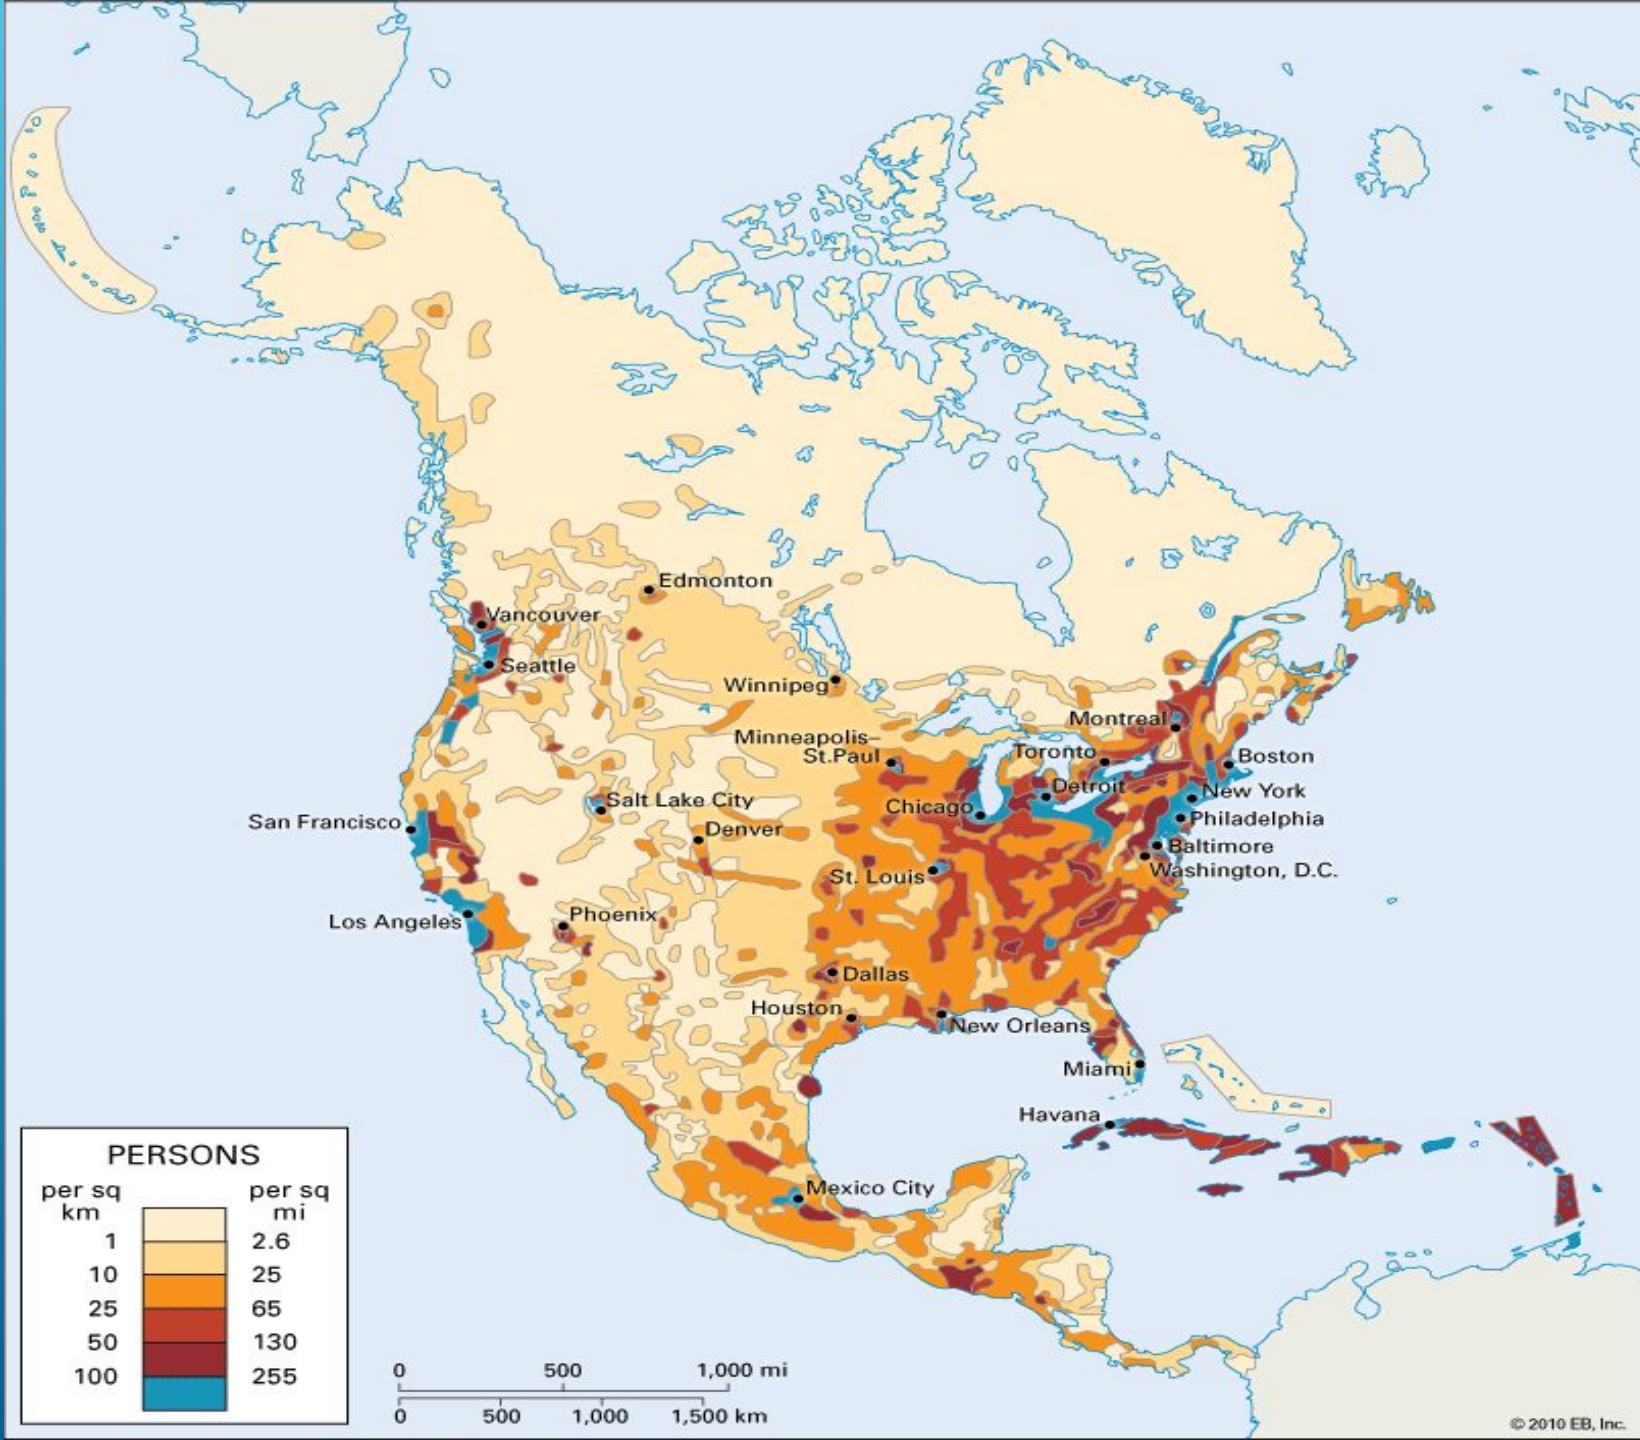 Edmonton
Vancouver
Seattle
Winnipeg
Montreal
Minneapolis–
St.Paul
Toronto
Boston
Detroit
New York
Salt Lake City
Chicago
San Francisco
Denver
Philadelphia
Baltimore
St. Louis
Washington, D.C.
Los Angeles
Phoenix
Dallas
Houston
New Orleans
Miami
Havana
Mexico City
PERSONS
per sq
km
per sq
mi
1
2.6
10
25
25
65
50
130
100
255
0
500
1,000 mi
0
500
1,000
1,500 km
© 2010 EB, Inc.